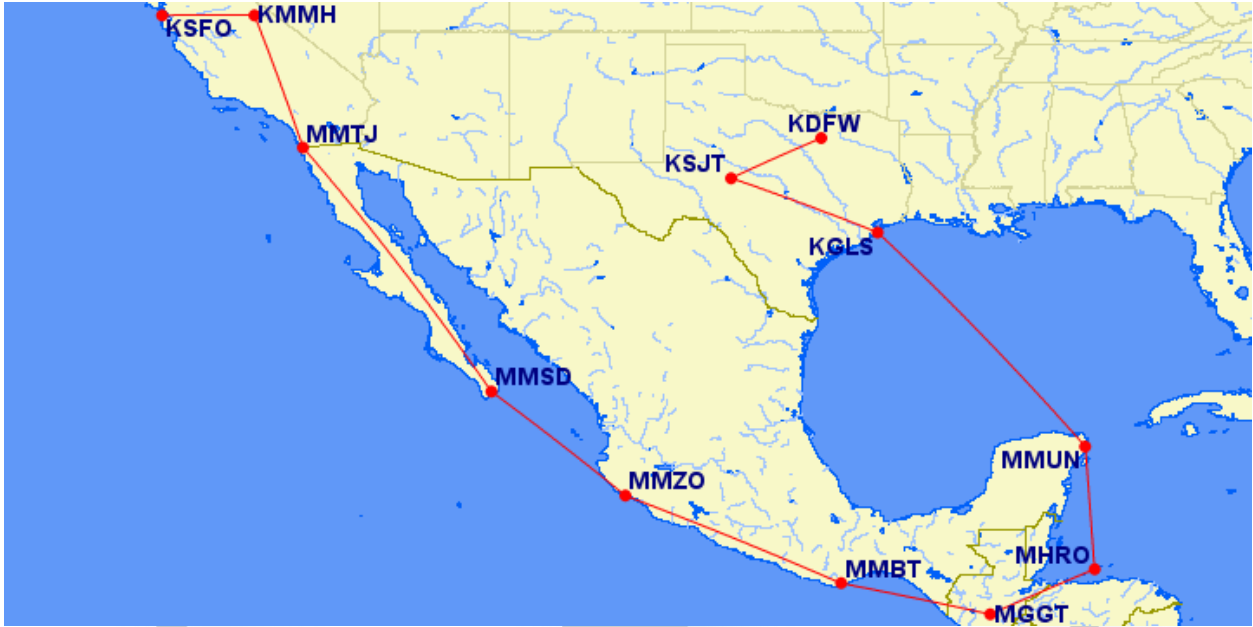 KSFO
KMMH
MMTJ
KDFW
KSJT
KGLS
MMSD
MMUN
MMZO
MHRO
MMBT
MGGT